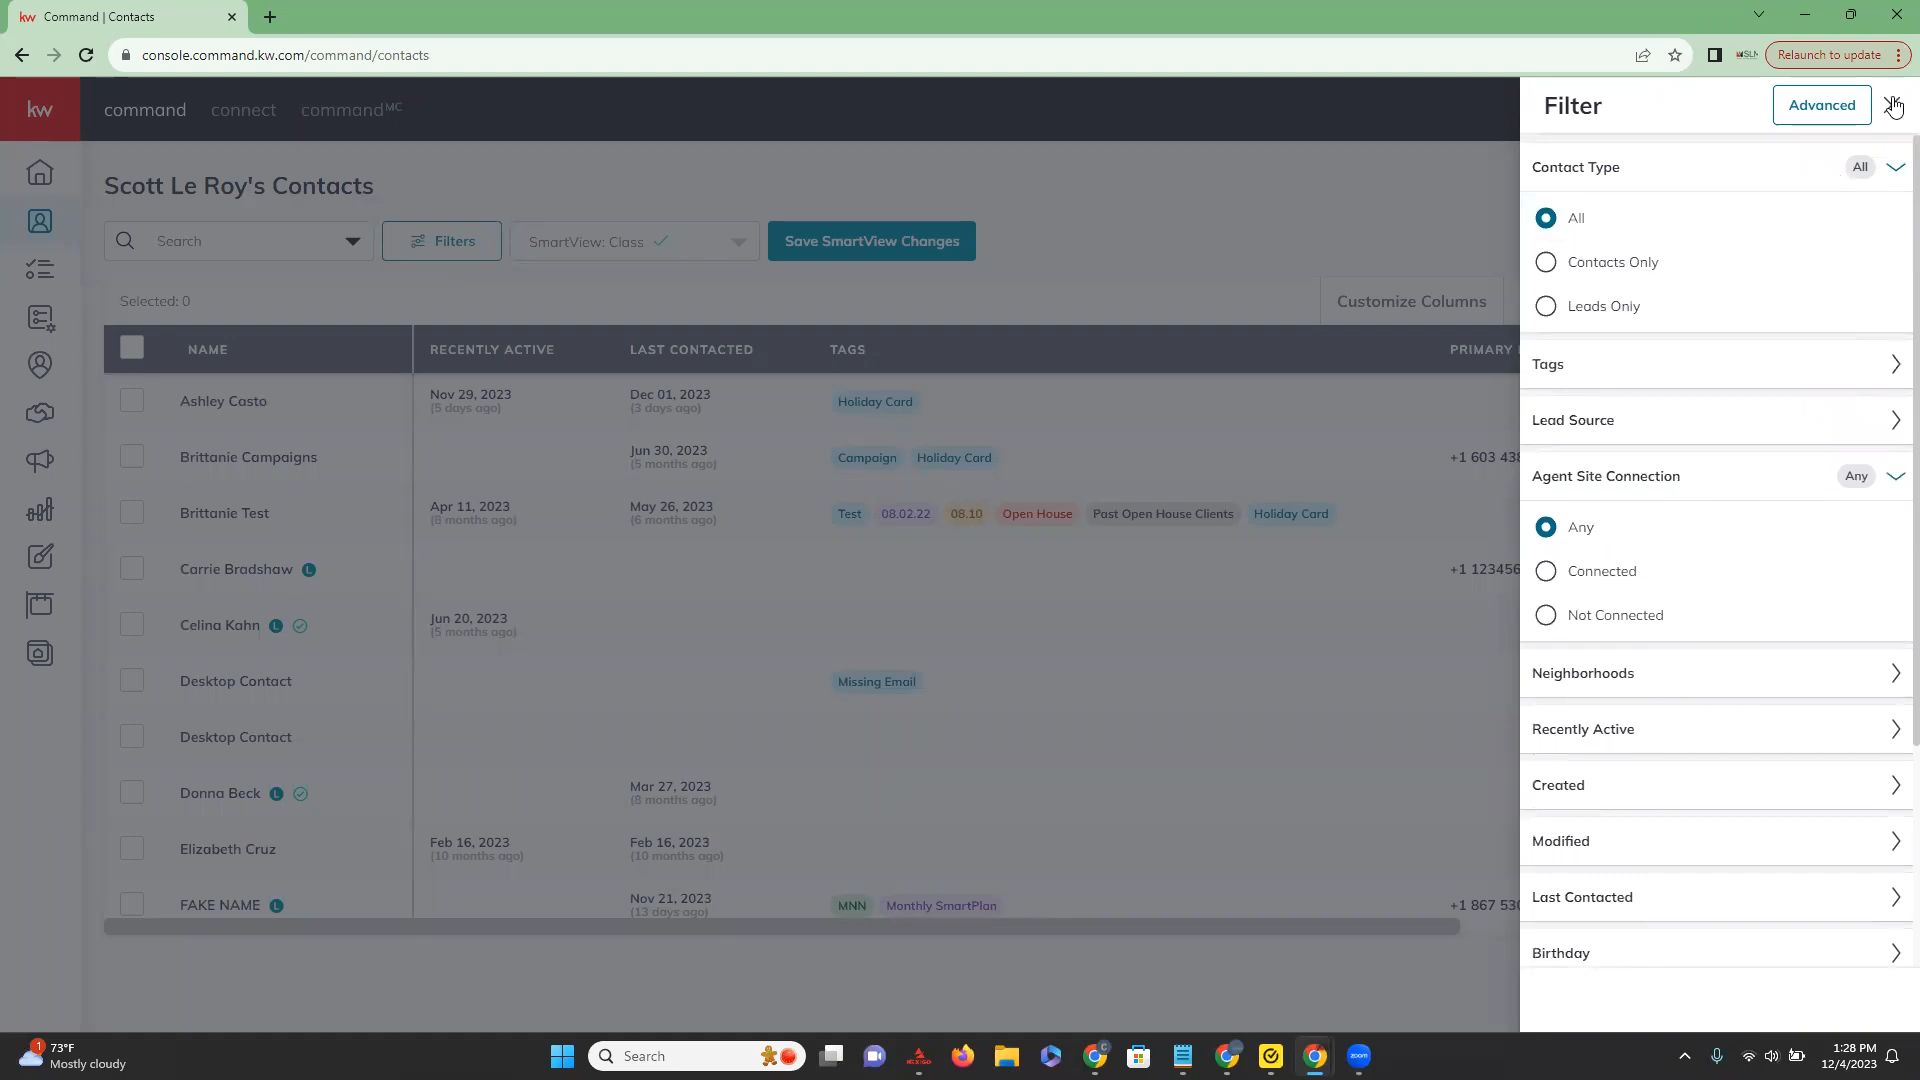 kw Command | Contacts
console.command.kw.com/command/contacts
Relaunch to update
kw command connect commandMC
Scott Le Roy's Contacts
Search
Filters
SmartView: Class
Save SmartView Changes
Selected: 0
Customize Columns
NAME RECENTLY ACTIVE LAST CONTACTED TAGS PRIMARY
Ashley Casto Nov 29, 2023 Dec 01, 2023 Holiday Card
(5 days ago) (3 days ago)
Brittanie Campaigns Jun 30, 2023 Campaign Holiday Card +1 603 438
(5 months ago)
Brittanie Test Apr 11, 2023 May 26, 2023 Test 08.02.22 08.10 Open House Past Open House Clients Holiday Card
(8 months ago) (6 months ago)
Carrie Bradshaw L +1 123456
Celina Kahn L Jun 20, 2023
(5 months ago)
Desktop Contact Missing Email
Desktop Contact
Donna Beck L Mar 27, 2023
(8 months ago)
Elizabeth Cruz Feb 16, 2023 Feb 16, 2023
(10 months ago) (10 months ago)
FAKE NAME L Nov 21, 2023 MNN Monthly SmartPlan +1 867 530
(13 days ago)
Filter
Advanced
Contact Type All
All
Contacts Only
Leads Only
Tags
Lead Source
Agent Site Connection Any
Any
Connected
Not Connected
Neighborhoods
Recently Active
Created
Modified
Last Contacted
Birthday
1
73°F
Mostly cloudy
Search
C
zoom
1:28 PM
12/4/2023